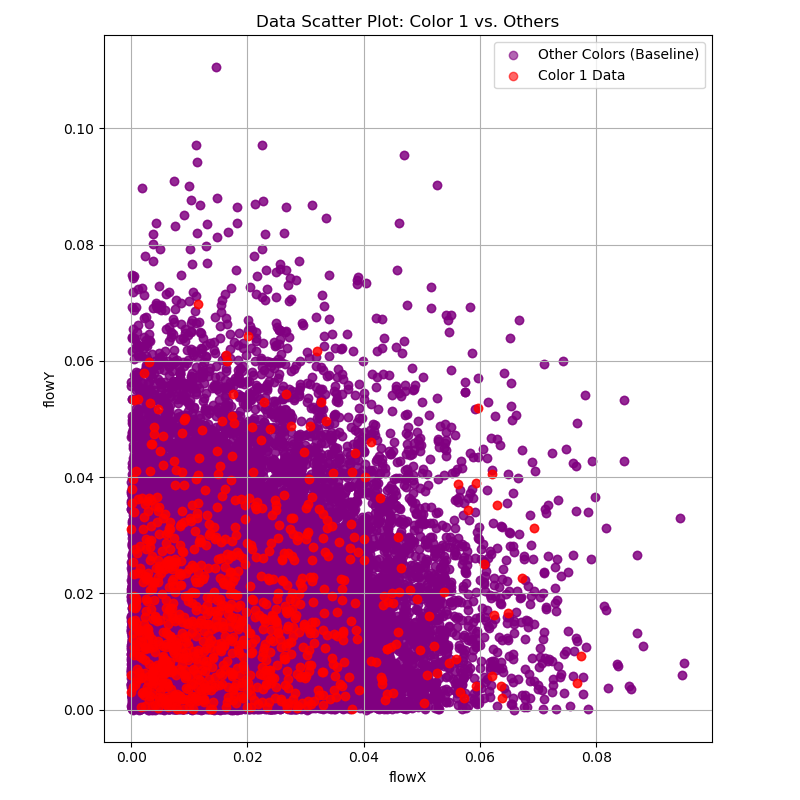 Data Scatter Plot: Color 1 vs. Others
Other Colors (Baseline)
Color 1 Data
0.10
0.08
0.06
0.04
0.02
0.00
flowY
0.00 0.02 0.04 0.06 0.08
flowX